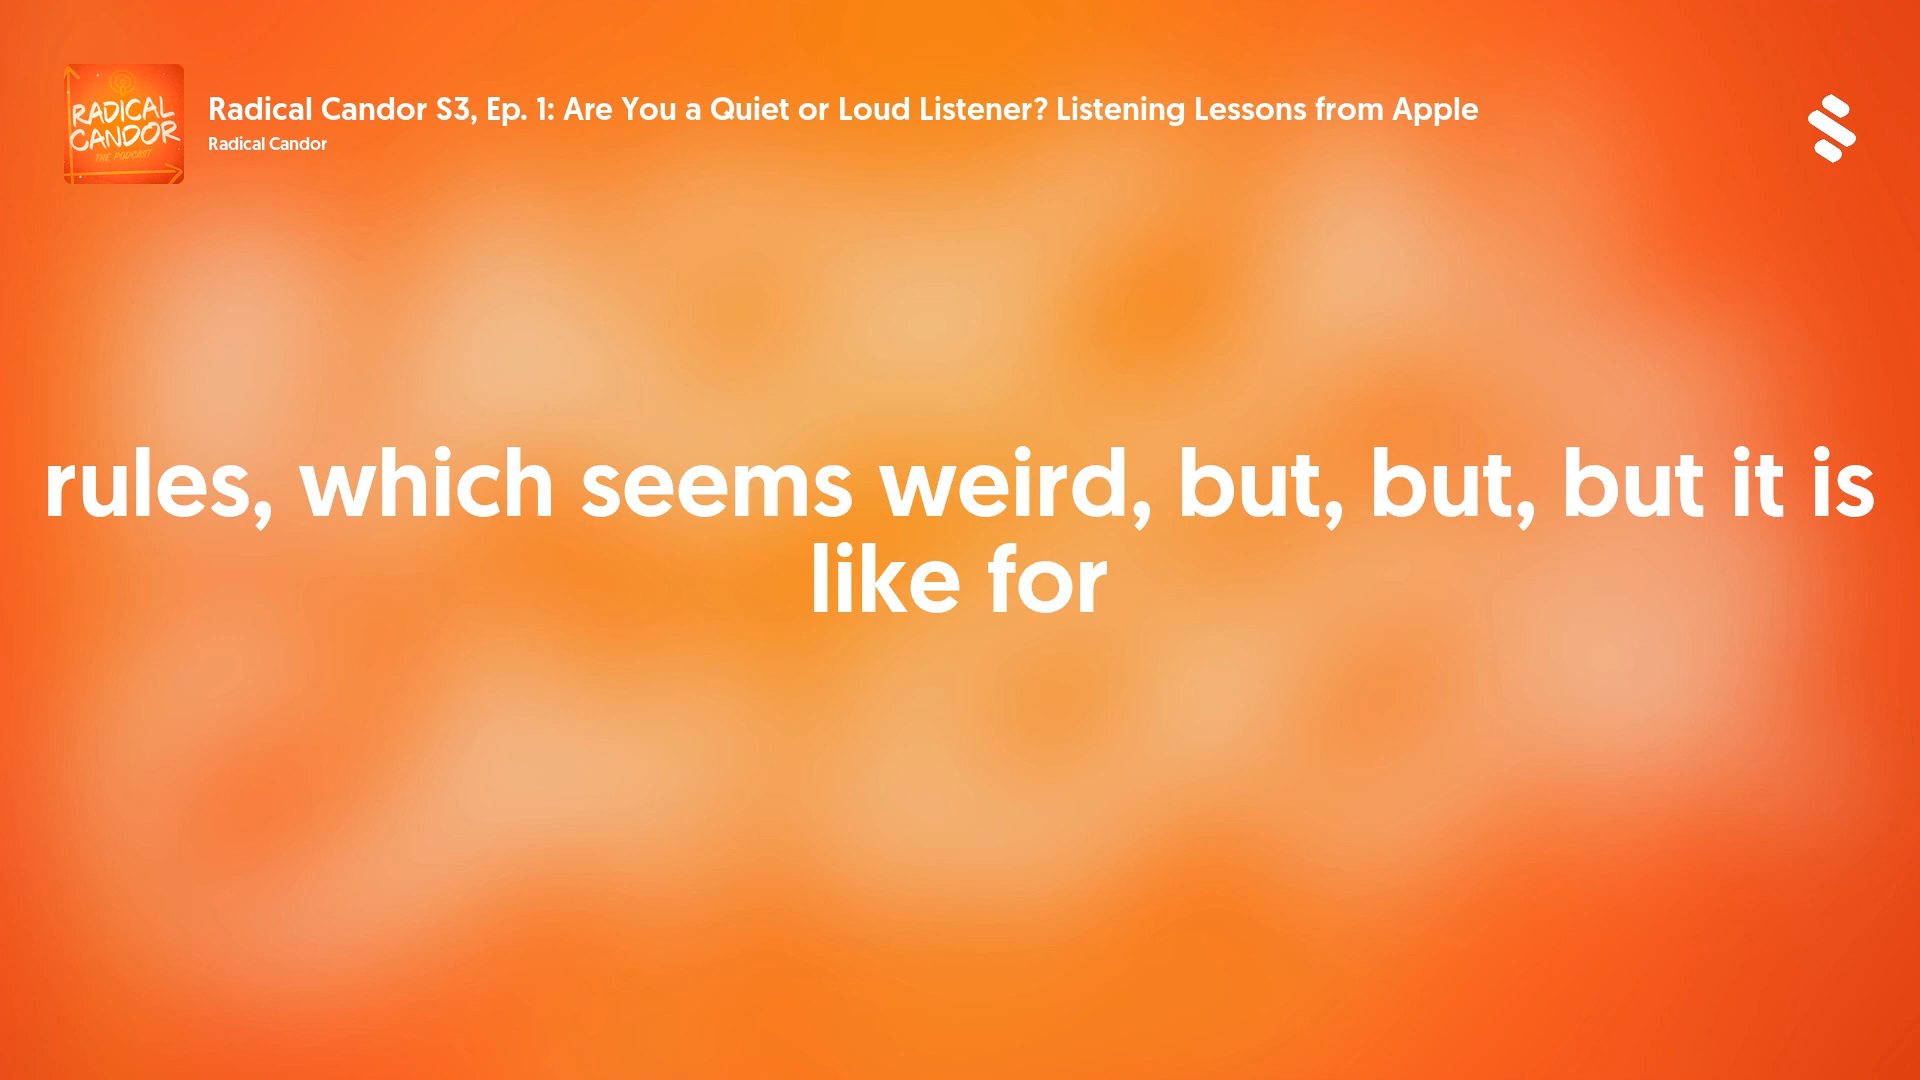 RADICAL
CANDOR
THE PODCAST
Radical Candor S3, Ep. 1: Are You a Quiet or Loud Listener? Listening Lessons from Apple
Radical Candor
rules, which seems weird, but, but, but it is
like for